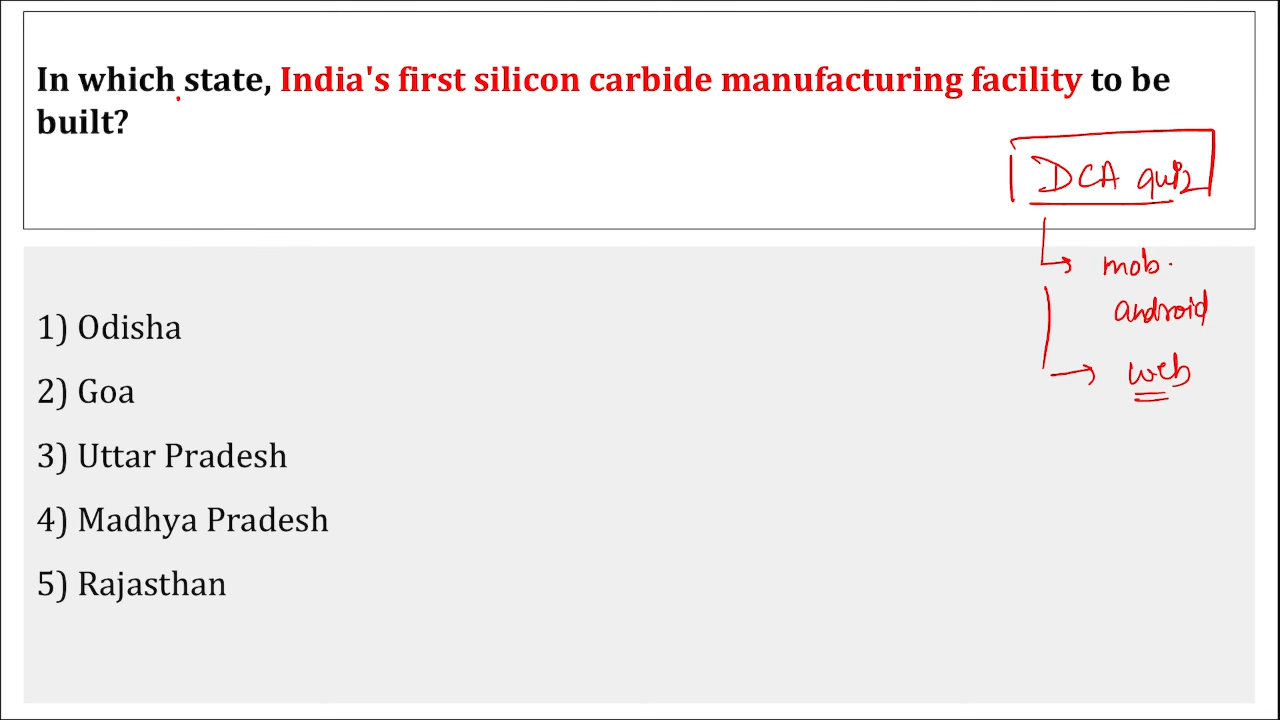 In which state, India's first silicon carbide manufacturing facility to be
built?
DCA quiz
mob.
android
web
1) Odisha
2) Goa
3) Uttar Pradesh
4) Madhya Pradesh
5) Rajasthan